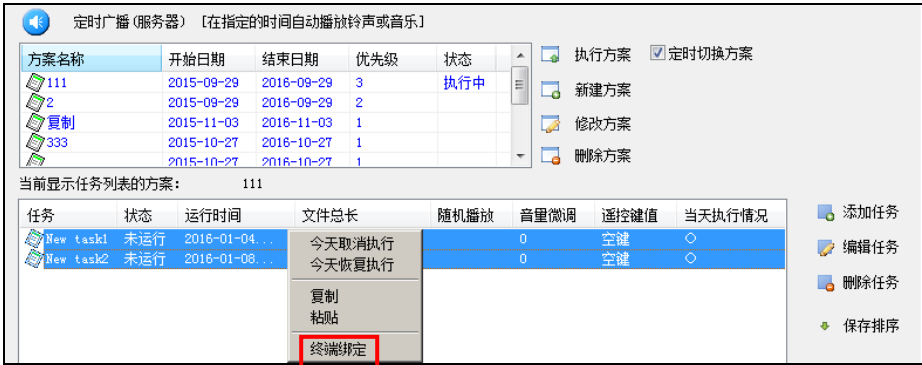 定时广播(服务器) [在指定的时间自动播放铃声或音乐]
方案名称 开始日期 结束日期 优先级 状态
111 2015-09-29 2016-09-29 3 执行中
2 2015-09-29 2016-09-29 2
复制 2015-11-03 2016-11-03 1
333 2015-10-27 2016-10-27 1
2015-10-27 2016-10-27 1
执行方案 定时切换方案
新建方案
修改方案
删除方案
当前显示任务列表的方案: 111
任务 状态 运行时间 文件总长 随机播放 音量微调 遥控键值 当天执行情况
New task1 未运行 2016-01-04... 0 空键 ○
New task2 未运行 2016-01-08... 0 空键 ○
今天取消执行
今天恢复执行
复制
粘贴
终端绑定
添加任务
编辑任务
删除任务
保存排序